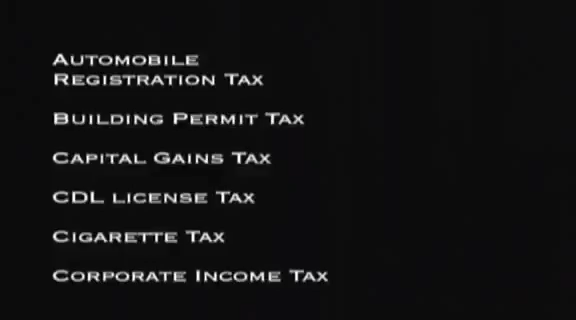 Automobile
Registration Tax
Building Permit Tax
Capital Gains Tax
CDL license Tax
Cigarette Tax
Corporate Income Tax